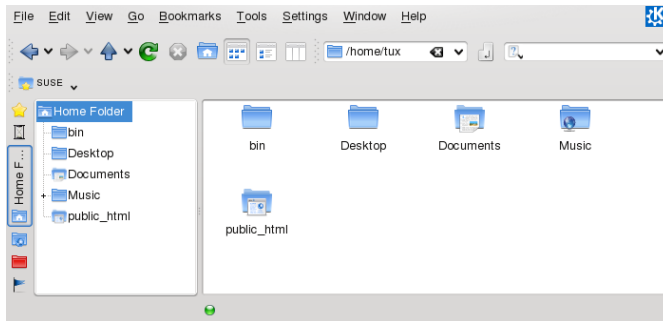 File Edit View Go Bookmarks Tools Settings Window Help
/home/tux
SUSE
Home Folder
bin
Desktop
Documents
Music
public_html
Home F...
bin Desktop Documents Music
public_html